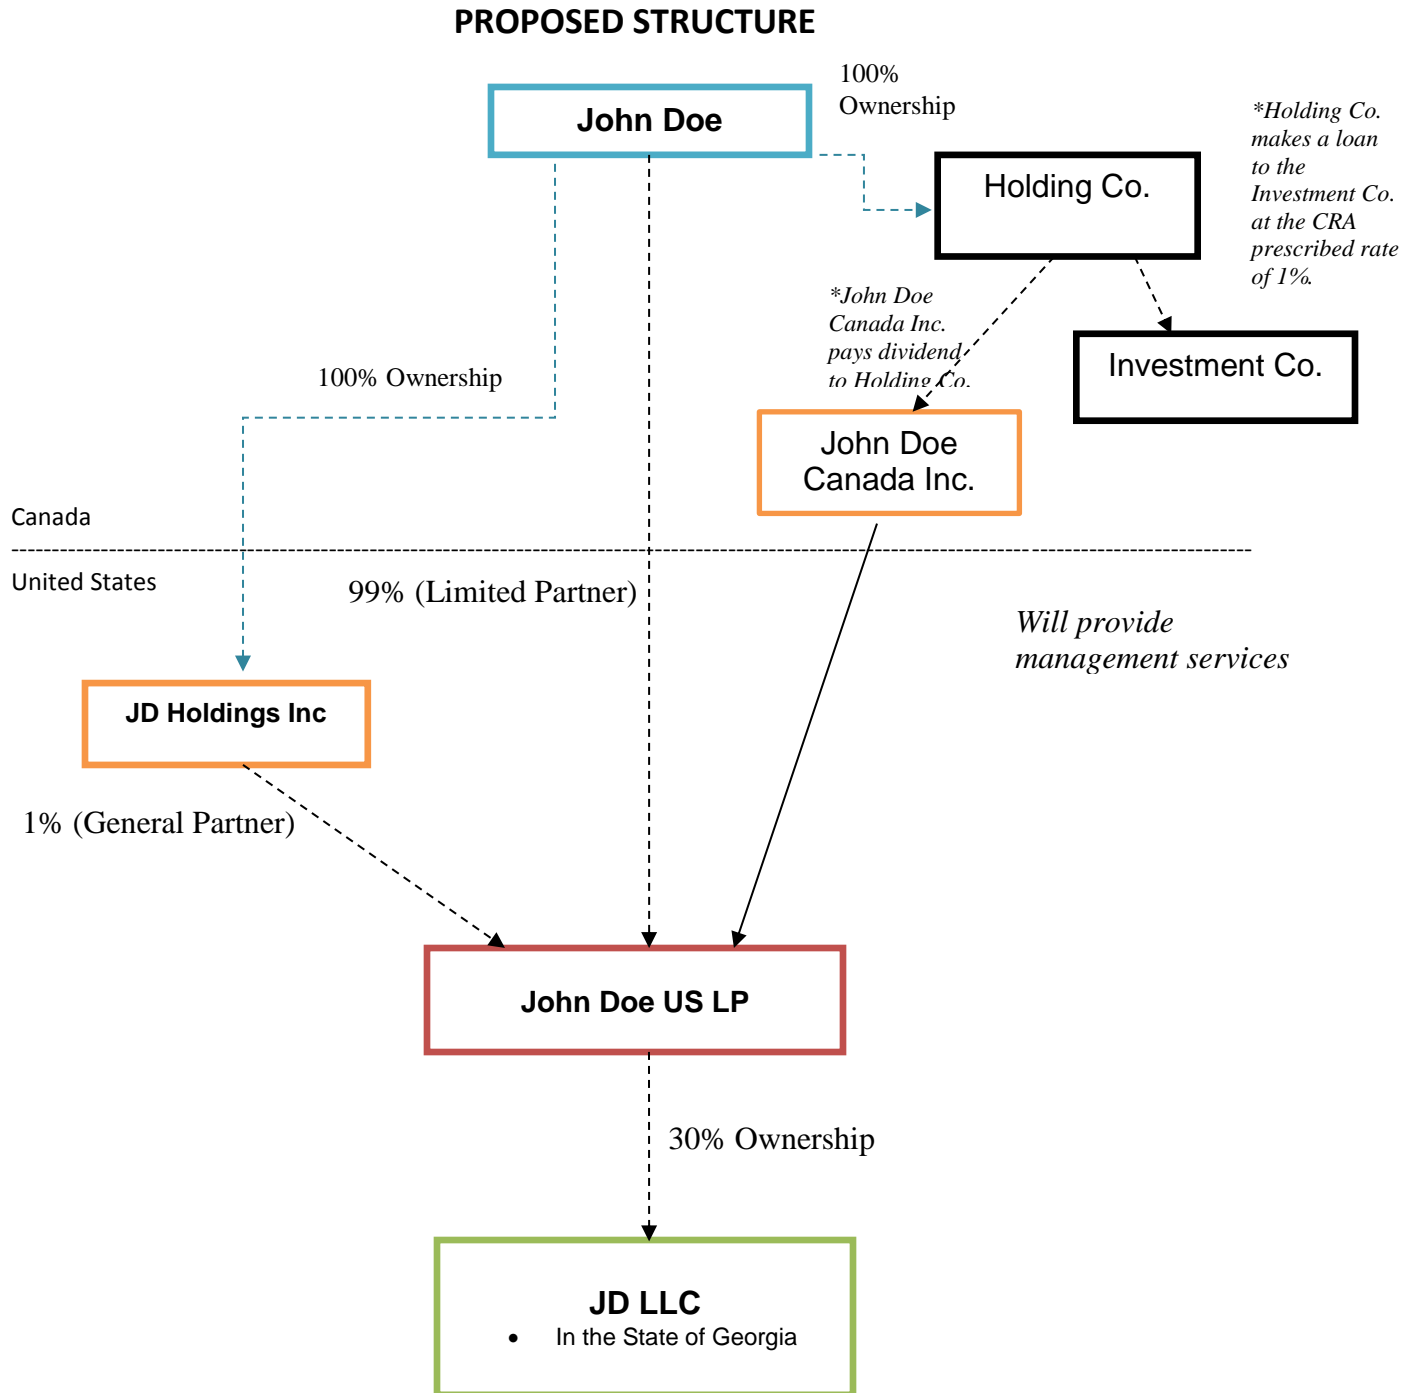 PROPOSED STRUCTURE
100%
Ownership
John Doe
*Holding Co.
makes a loan
to the
Investment Co.
at the CRA
prescribed rate
of 1%.
Holding Co.
*John Doe
Canada Inc.
pays dividend
to Holding Co.
Investment Co.
100% Ownership
John Doe
Canada Inc.
Canada
United States
99% (Limited Partner)
Will provide
management services
JD Holdings Inc
1% (General Partner)
John Doe US LP
30% Ownership
JD LLC
• In the State of Georgia